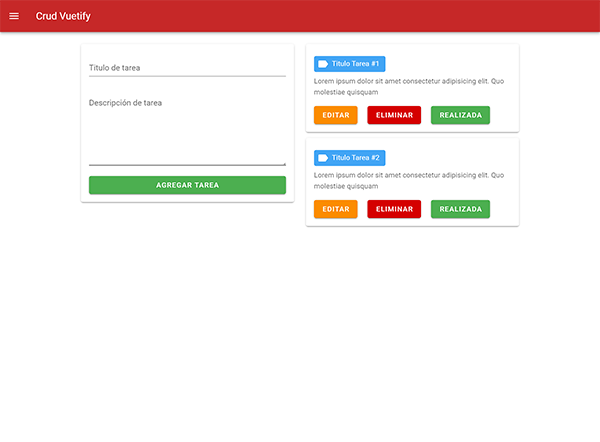 Crud Vuetify
Titulo de tarea
Descripción de tarea
AGREGAR TAREA
Titulo Tarea #1
Lorem ipsum dolor sit amet consectetur adipisicing elit. Quo
molestiae quisquam
EDITAR
ELIMINAR
REALIZADA
Titulo Tarea #2
Lorem ipsum dolor sit amet consectetur adipisicing elit. Quo
molestiae quisquam
EDITAR
ELIMINAR
REALIZADA